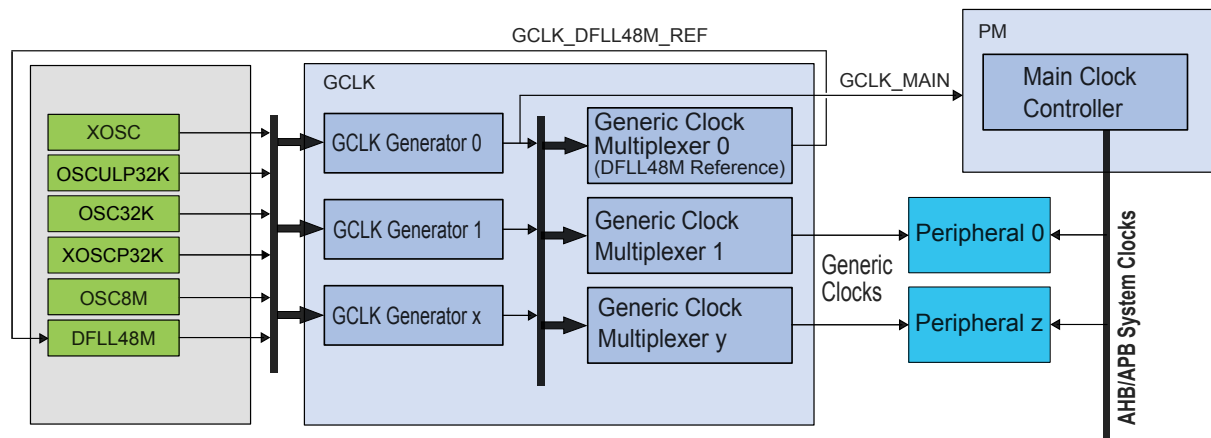 GCLK_DFLL48M_REF
GCLK
GCLK_MAIN
PM
Main Clock
Controller
XOSC
OSCULP32K
OSC32K
XOSCP32K
OSC8M
DFLL48M
GCLK Generator 0
GCLK Generator 1
GCLK Generator x
Generic Clock
Multiplexer 0
(DFLL48M Reference)
Generic Clock
Multiplexer 1
Generic Clock
Multiplexer y
Generic
Clocks
Peripheral 0
Peripheral z
AHB/APB System Clocks